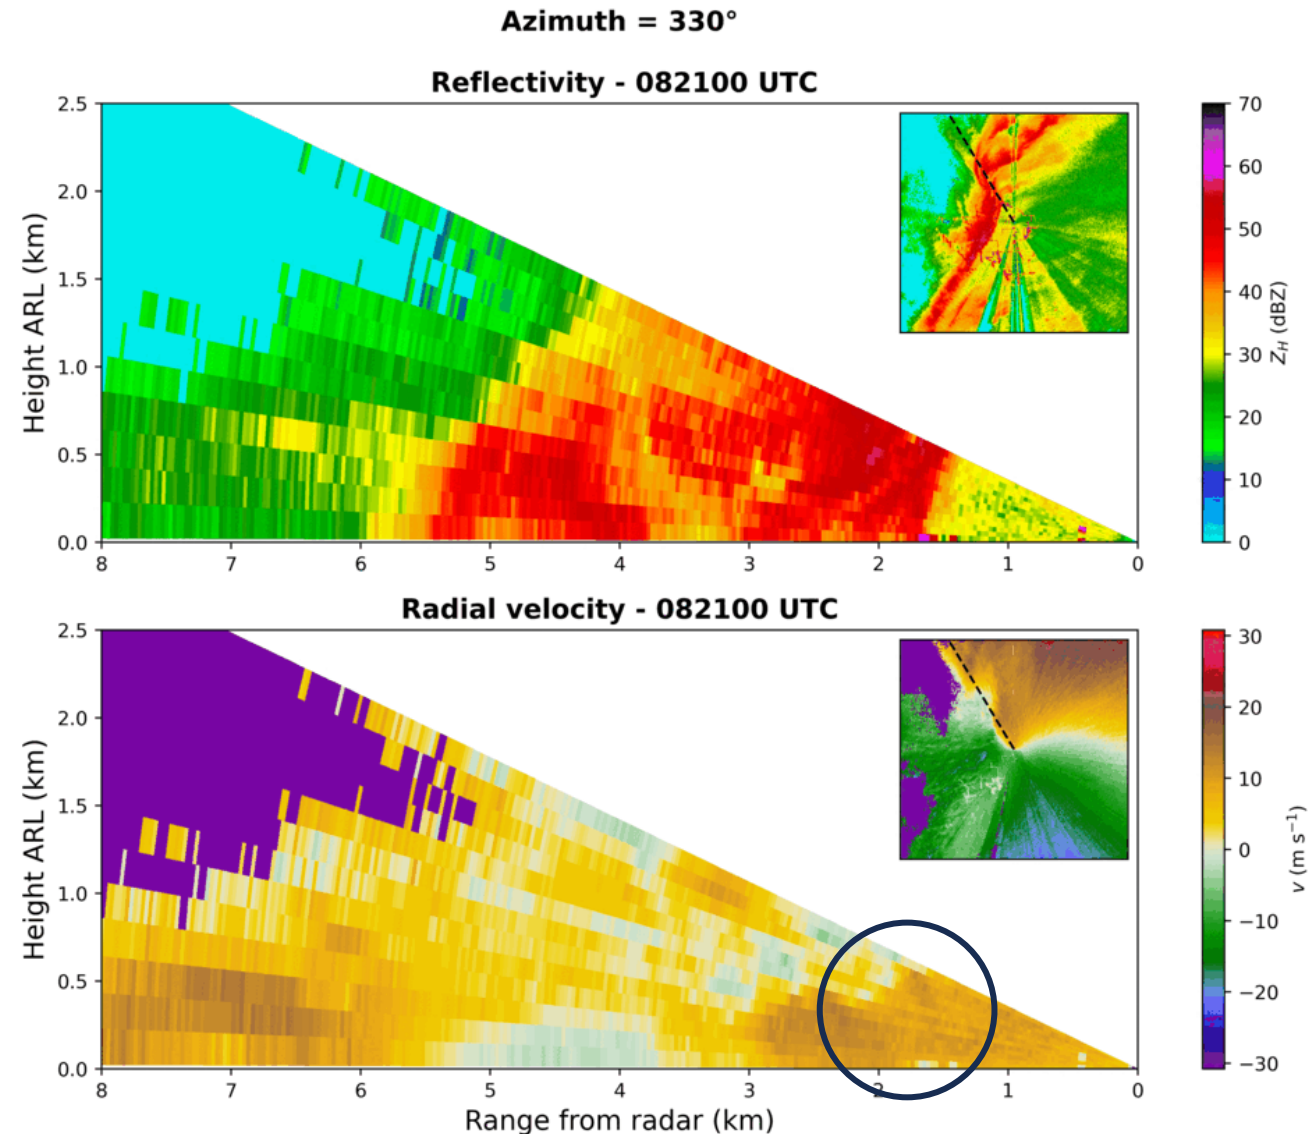 Azimuth = 330°
Reflectivity - 082100 UTC
Height ARL (km)
2.5
2.0
1.5
1.0
0.5
0.0
8 7 6 5 4 3 2 1 0
70
60
50
40
30
20
10
0
Z_H (dBZ)
Radial velocity - 082100 UTC
Height ARL (km)
2.5
2.0
1.5
1.0
0.5
0.0
8 7 6 5 4 3 2 1 0
Range from radar (km)
30
20
10
0
−10
−20
−30
v (m s⁻¹)